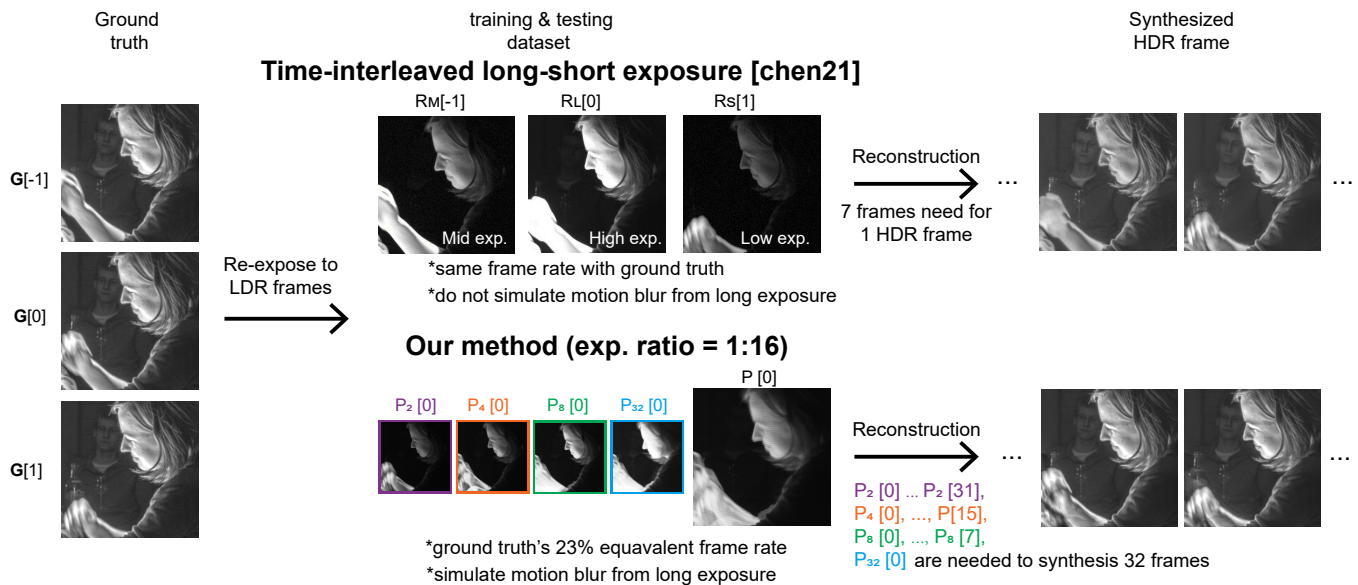 Ground
truth
training & testing
dataset
Synthesized
HDR frame
Time-interleaved long-short exposure [chen21]
RM[-1]
RL[0]
RS[1]
G[-1]
Mid exp.
High exp.
Low exp.
Reconstruction
...
...
7 frames need for
1 HDR frame
*same frame rate with ground truth
*do not simulate motion blur from long exposure
G[0]
Re-expose to
LDR frames
Our method (exp. ratio = 1:16)
P [0]
P₂ [0]
P₄ [0]
P₈ [0]
P₃₂ [0]
G[1]
Reconstruction
...
...
P₂ [0] ... P₂ [31],
P₄ [0], ..., P[15],
P₈ [0], ..., P₈ [7],
P₃₂ [0] are needed to synthesis 32 frames
*ground truth's 23% equavalent frame rate
*simulate motion blur from long exposure